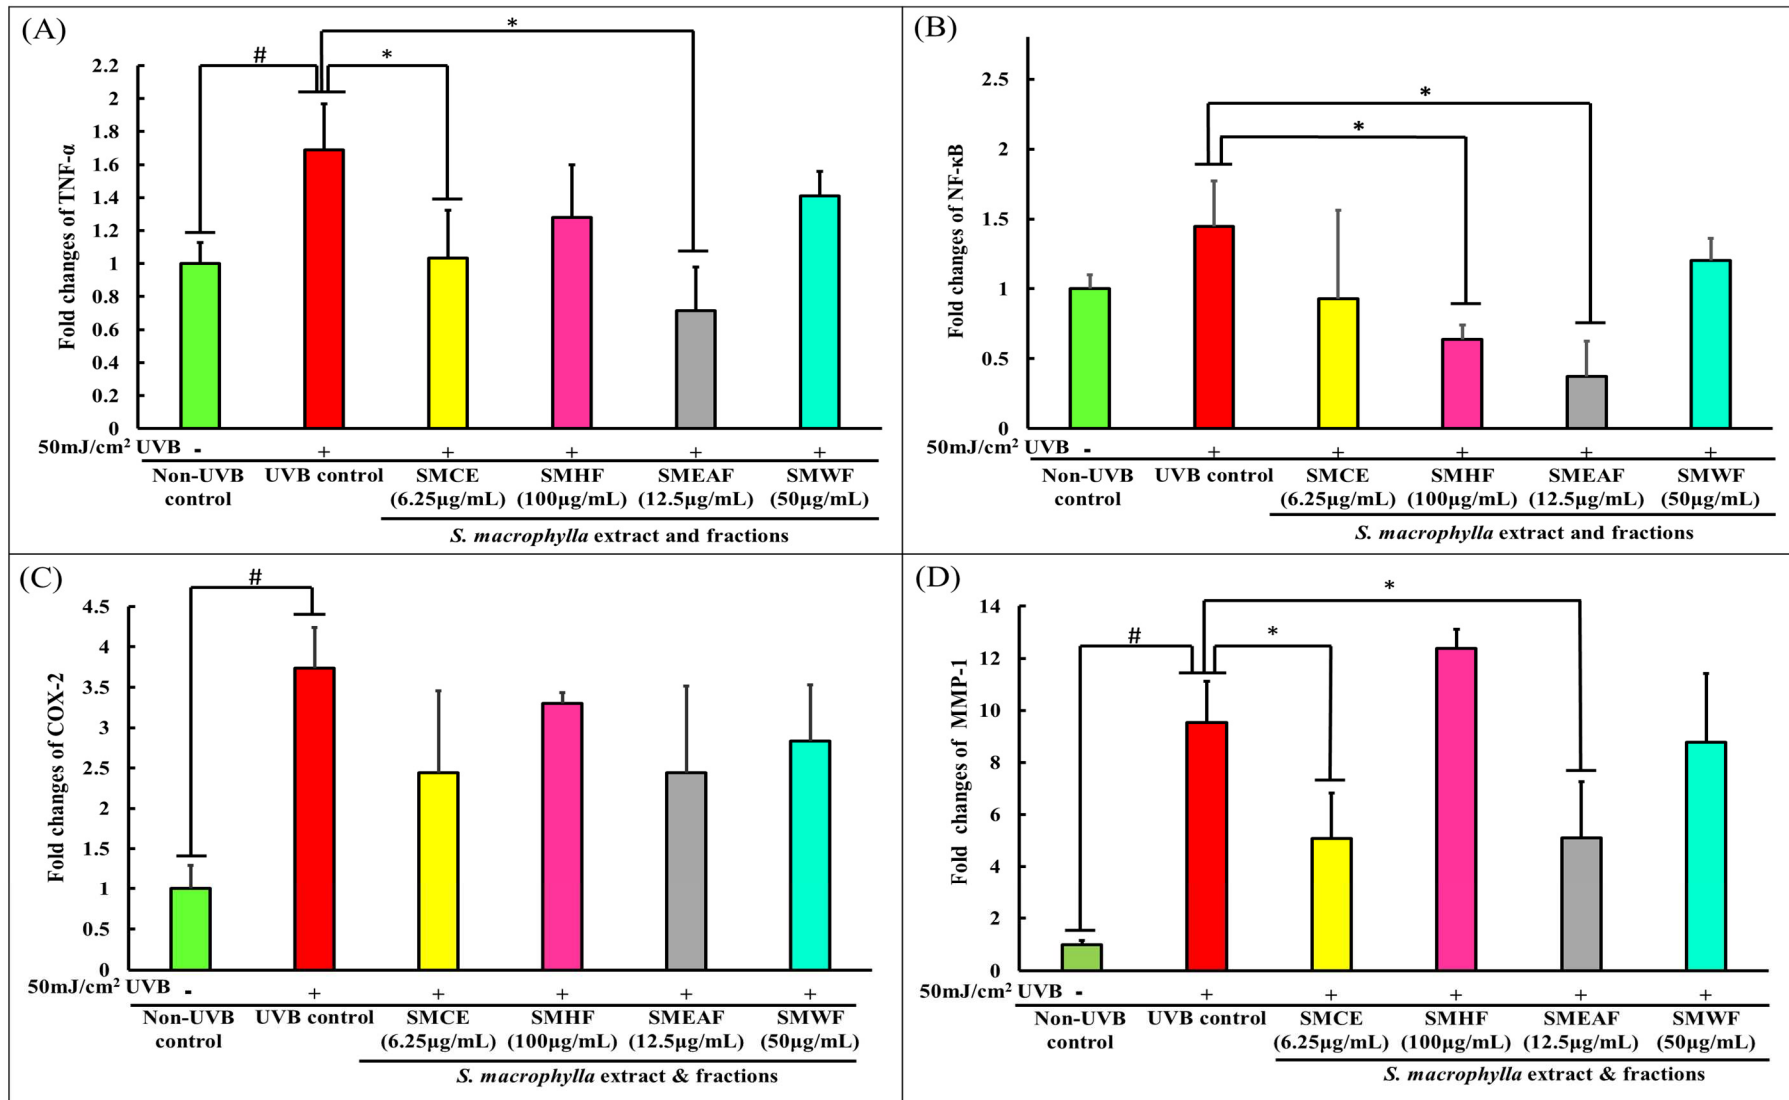 (A)
# * *
Fold changes of TNF-α
2.2
2
1.8
1.6
1.4
1.2
1
0.8
0.6
0.4
0.2
0
50mJ/cm² UVB - + + + + +
Non-UVB control UVB control SMCE (6.25µg/mL) SMHF (100µg/mL) SMEAF (12.5µg/mL) SMWF (50µg/mL)
S. macrophylla extract and fractions
(B)
* *
Fold changes of NF-κB
2.5
2
1.5
1
0.5
0
50mJ/cm² UVB - + + + + +
Non-UVB control UVB control SMCE (6.25µg/mL) SMHF (100µg/mL) SMEAF (12.5µg/mL) SMWF (50µg/mL)
S. macrophylla extract and fractions
(C)
#
Fold changes of COX-2
4.5
4
3.5
3
2.5
2
1.5
1
0.5
0
50mJ/cm² UVB - + + + + +
Non-UVB control UVB control SMCE (6.25µg/mL) SMHF (100µg/mL) SMEAF (12.5µg/mL) SMWF (50µg/mL)
S. macrophylla extract & fractions
(D)
# * *
Fold changes of MMP-1
14
12
10
8
6
4
2
0
50mJ/cm² UVB - + + + + +
Non-UVB control UVB control SMCE (6.25µg/mL) SMHF (100µg/mL) SMEAF (12.5µg/mL) SMWF (50µg/mL)
S. macrophylla extract & fractions